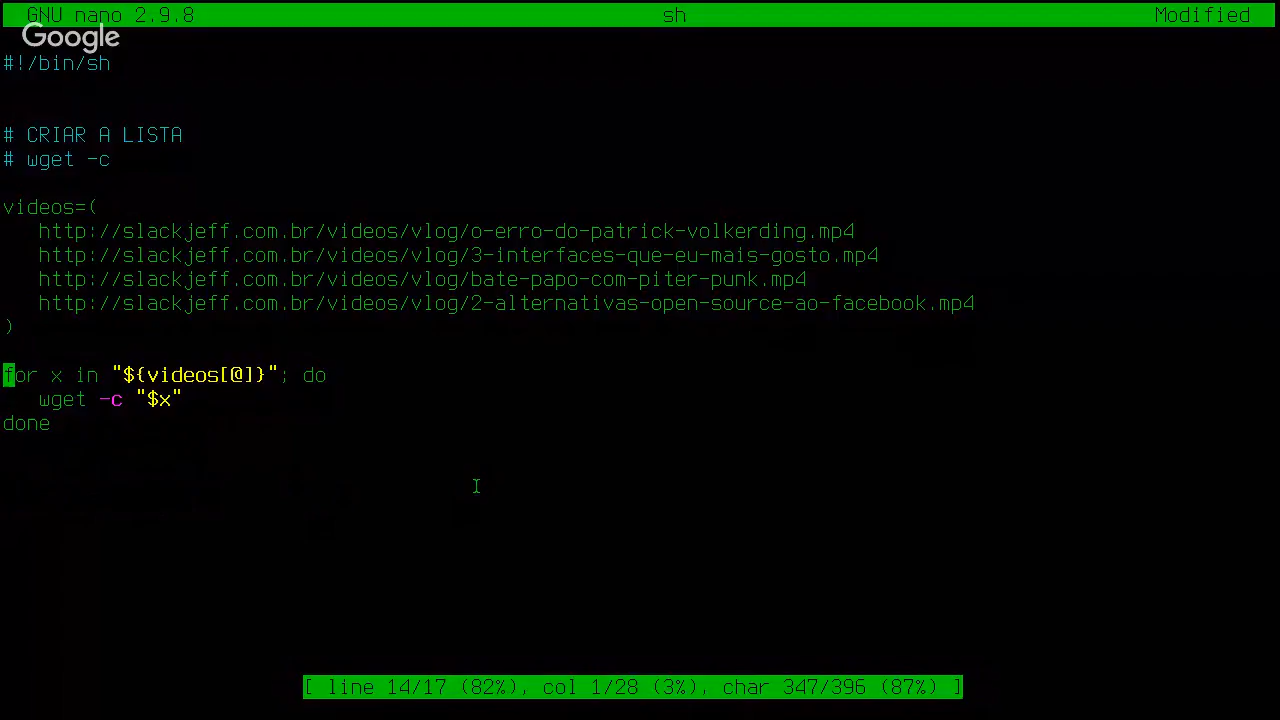 GNU nano 2.9.8 sh Modified
Google
#!/bin/sh
# CRIAR A LISTA
# wget -c
videos=(
http://slackjeff.com.br/videos/vlog/o-erro-do-patrick-volkerding.mp4
http://slackjeff.com.br/videos/vlog/3-interfaces-que-eu-mais-gosto.mp4
http://slackjeff.com.br/videos/vlog/bate-papo-com-piter-punk.mp4
http://slackjeff.com.br/videos/vlog/2-alternativas-open-source-ao-facebook.mp4
)
for x in "${videos[@]}"; do
wget -c "$x"
done
[ line 14/17 (82%), col 1/28 (3%), char 347/396 (87%) ]